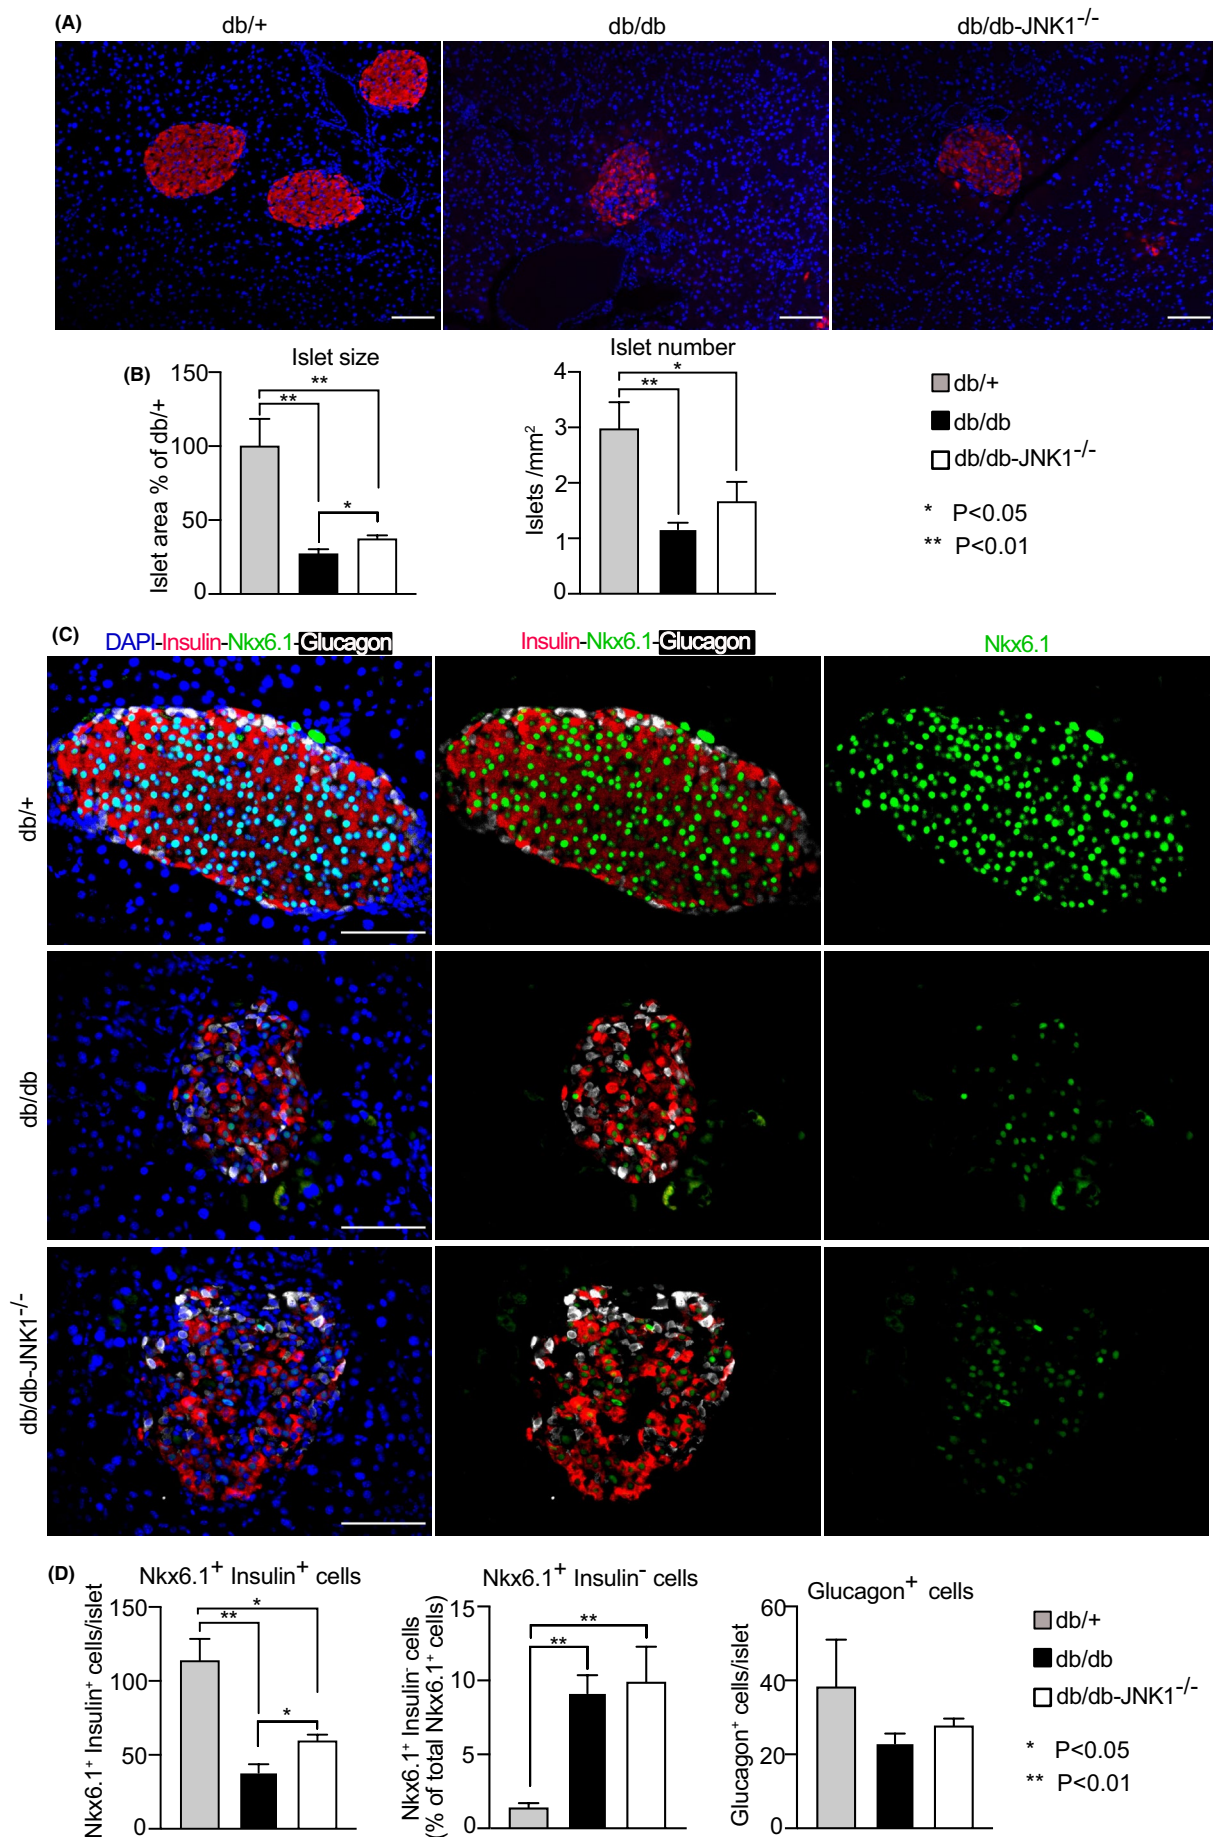 (A)
db/+
db/db
db/db-JNK1-/-
(B)
Islet size
Islet area % of db/+
150
100
50
0
**
**
*
Islet number
Islets /mm2
4
3
2
1
0
*
**
db/+
db/db
db/db-JNK1-/-
* P<0.05
** P<0.01
(C)
DAPI-Insulin-Nkx6.1-Glucagon
Insulin-Nkx6.1-Glucagon
Nkx6.1
db/+
db/db
db/db-JNK1-/-
(D)
Nkx6.1+ Insulin+ cells
Nkx6.1+ Insulin+ cells/islet
150
100
50
0
*
**
*
Nkx6.1+ Insulin- cells
Nkx6.1+ Insulin- cells
(% of total Nkx6.1+ cells)
15
10
5
0
**
**
Glucagon+ cells
Glucagon+ cells/islet
60
40
20
0
db/+
db/db
db/db-JNK1-/-
* P<0.05
** P<0.01